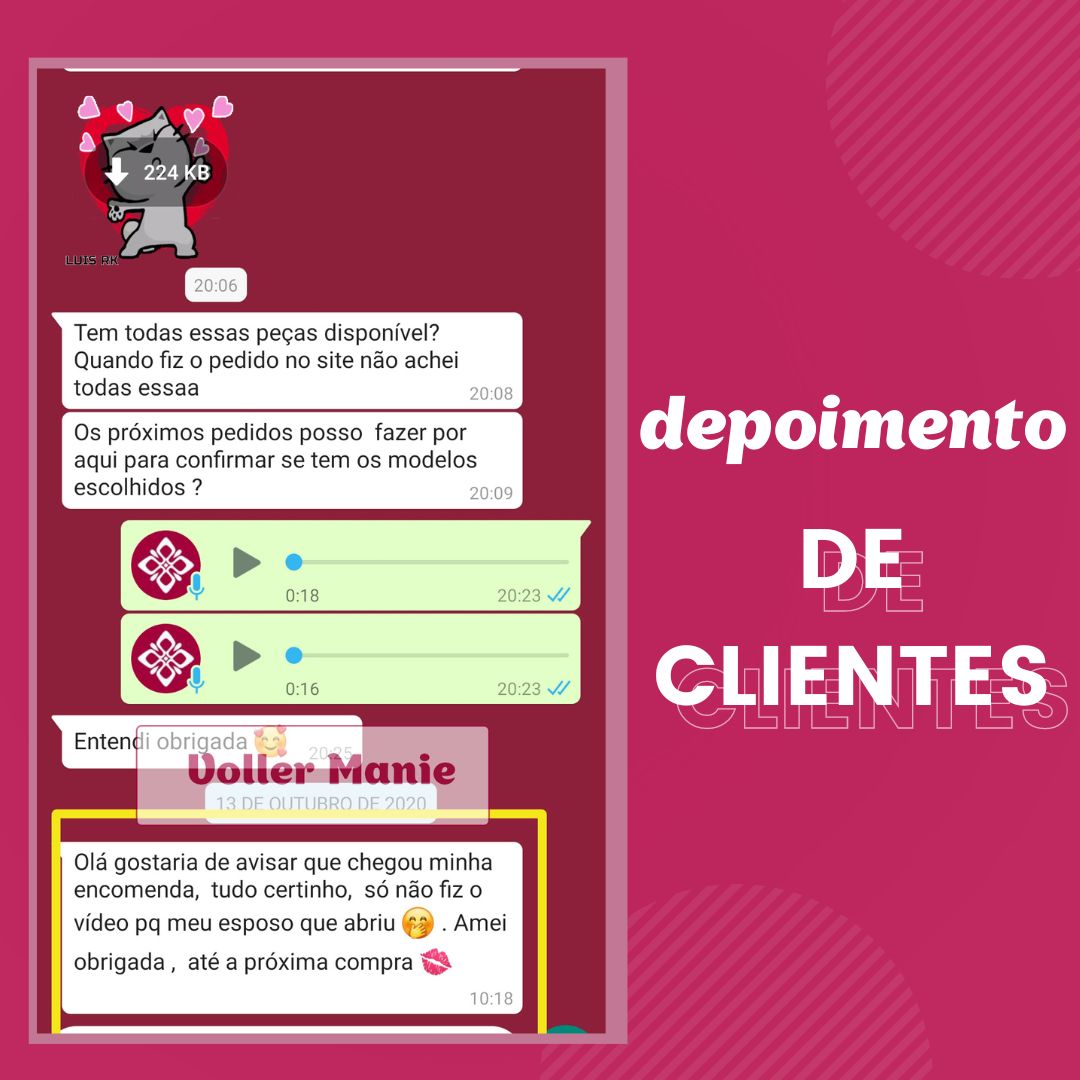 224 KB
LUIS RK
20:06
Tem todas essas peças disponível?
Quando fiz o pedido no site não achei
todas essaa
20:08
Os próximos pedidos posso  fazer por
aqui para confirmar se tem os modelos
escolhidos ?
20:09
0:18
20:23
0:16
20:23
Entendi obrigada 🥰
20:25
Voller Manie
13 DE OUTUBRO DE 2020
Olá gostaria de avisar que chegou minha
encomenda,  tudo certinho,  só não fiz o
vídeo pq meu esposo que abriu 🤭 . Amei
obrigada ,  até a próxima compra 💋
10:18
depoimento
DE
CLIENTES